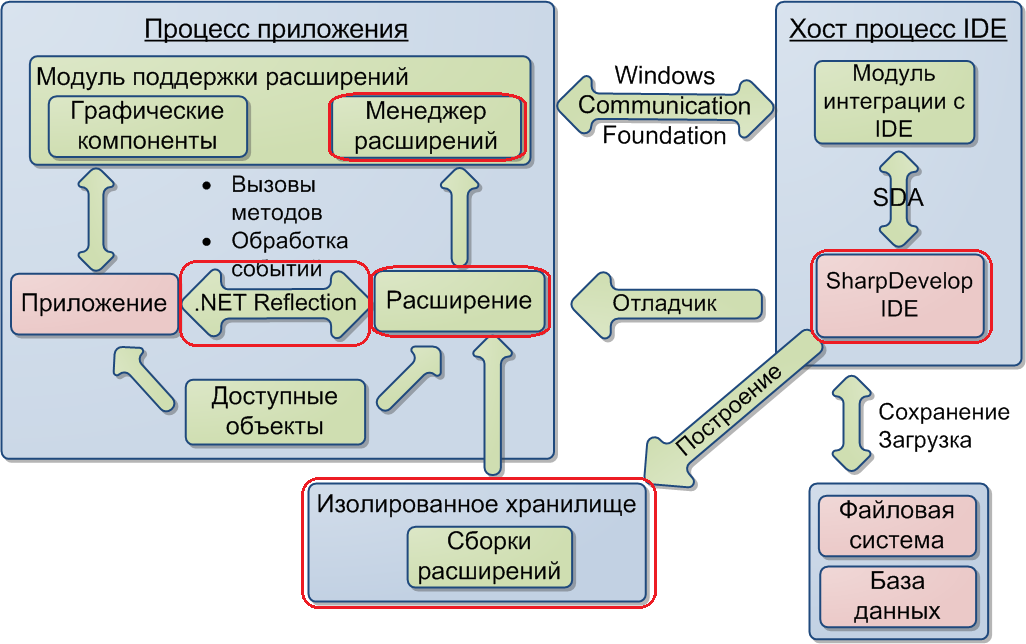 Процесс приложения
Модуль поддержки расширений
Графические
компоненты
Менеджер
расширений
Вызовы
методов
Обработка
событий
Приложение
.NET Reflection
Расширение
Доступные
объекты
Windows
Communication
Foundation
Хост процесс IDE
Модуль
интеграции с
IDE
SDA
SharpDevelop
IDE
Отладчик
Построение
Сохранение
Загрузка
Изолированное хранилище
Сборки
расширений
Файловая
система
База
данных